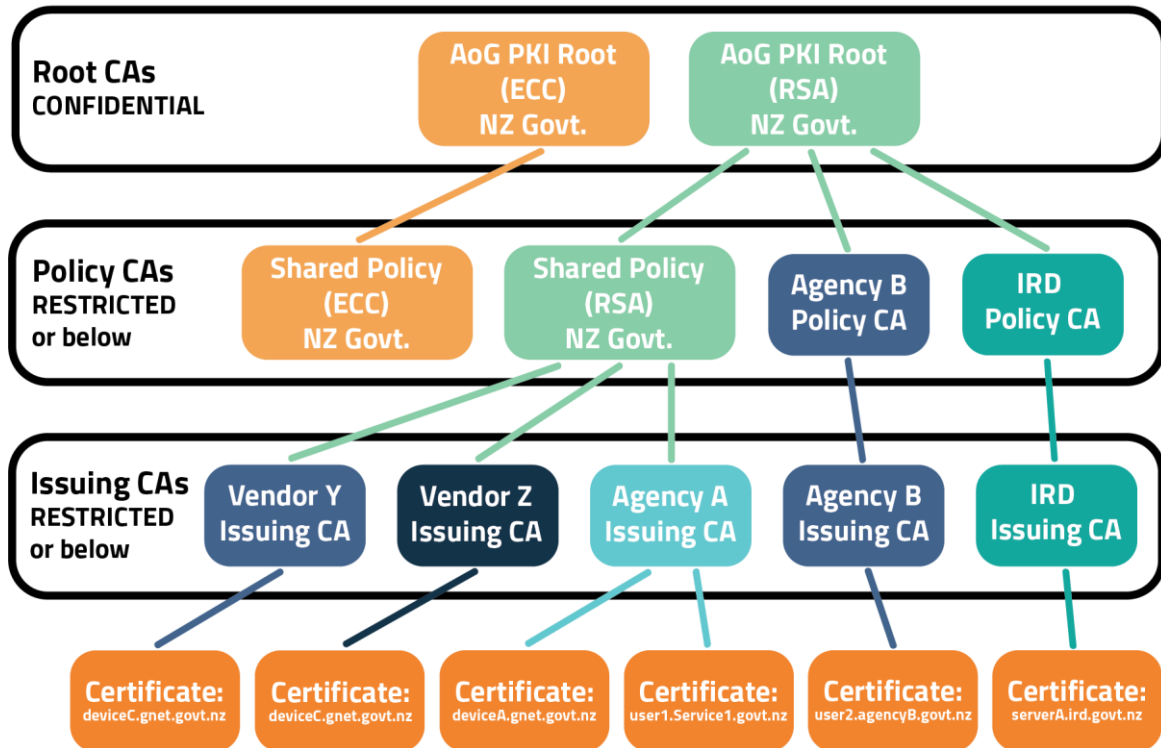 Root CAs
CONFIDENTIAL
AoG PKI Root
(ECC)
NZ Govt.
AoG PKI Root
(RSA)
NZ Govt.
Policy CAs
RESTRICTED
or below
Shared Policy
(ECC)
NZ Govt.
Shared Policy
(RSA)
NZ Govt.
Agency B
Policy CA
IRD
Policy CA
Issuing CAs
RESTRICTED
or below
Vendor Y
Issuing CA
Vendor Z
Issuing CA
Agency A
Issuing CA
Agency B
Issuing CA
IRD
Issuing CA
Certificate:
deviceC.gnet.govt.nz
Certificate:
deviceC.gnet.govt.nz
Certificate:
deviceA.gnet.govt.nz
Certificate:
user1.Service1.govt.nz
Certificate:
user2.agencyB.govt.nz
Certificate:
serverA.ird.govt.nz